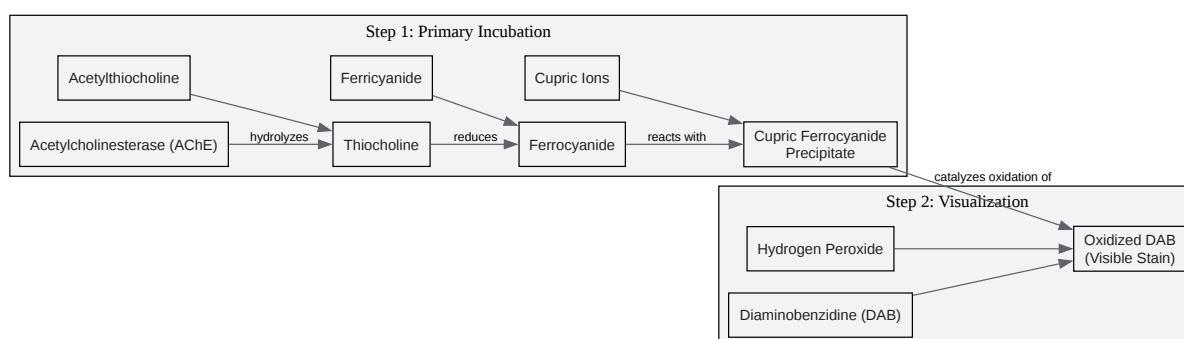 Step 1: Primary Incubation
Acetylthiocholine
Ferricyanide
Cupric Ions
Acetylcholinesterase (AChE)
hydrolyzes
Thiocholine
reduces
Ferrocyanide
reacts with
Cupric Ferrocyanide
Precipitate
catalyzes oxidation of
Step 2: Visualization
Hydrogen Peroxide
Oxidized DAB
(Visible Stain)
Diaminobenzidine (DAB)